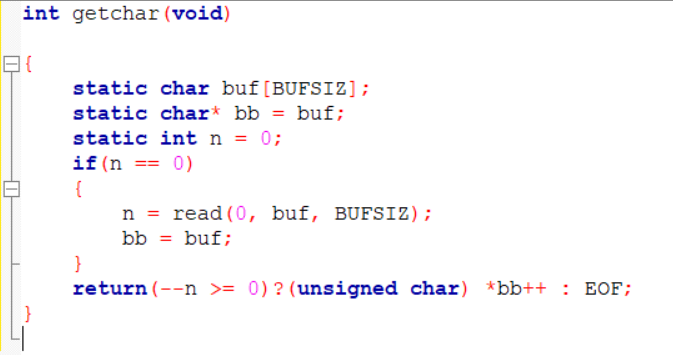 int getchar(void)
{
static char buf[BUFSIZ];
static char* bb = buf;
static int n = 0;
if(n == 0)
{
n = read(0, buf, BUFSIZ);
bb = buf;
}
return(--n >= 0)?(unsigned char) *bb++ : EOF;
}